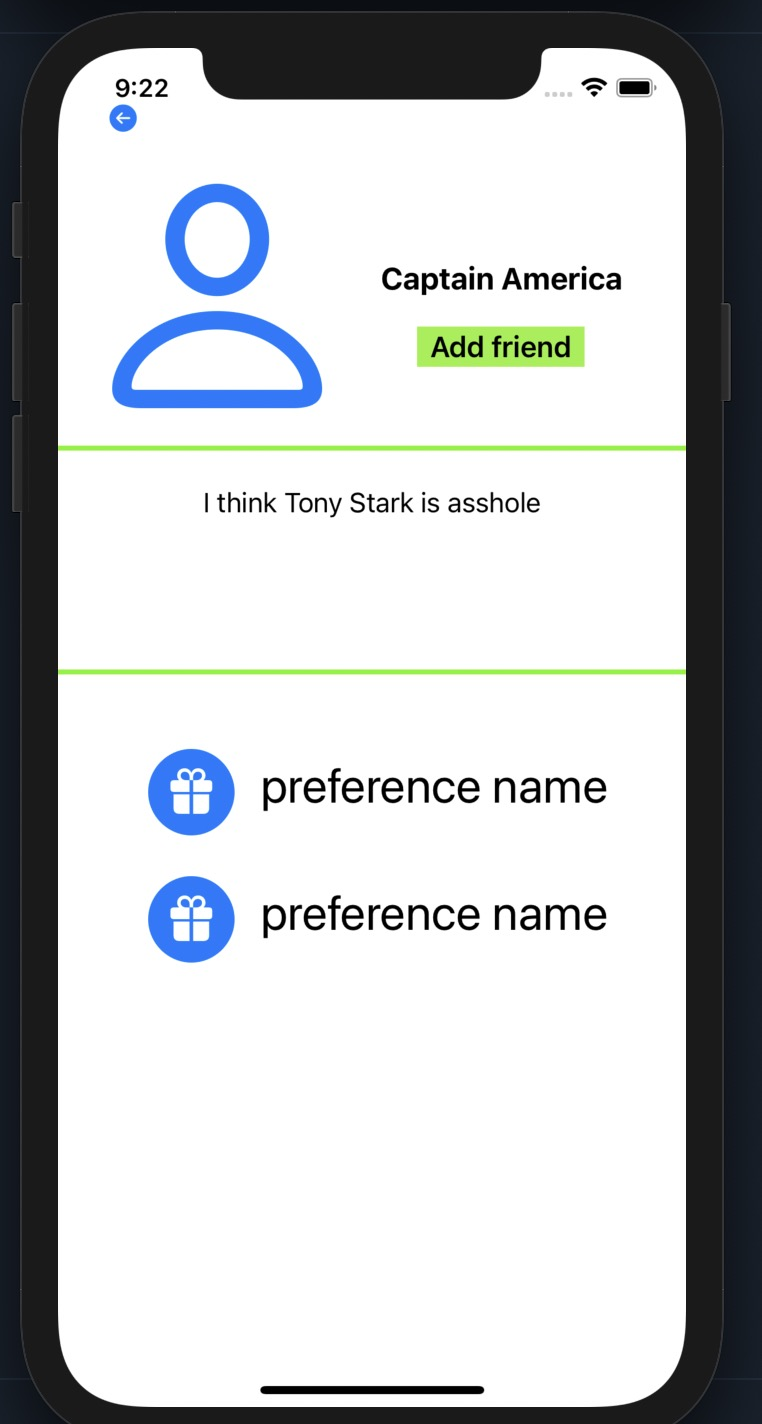 9:22
Captain America
Add friend
I think Tony Stark is asshole
preference name
preference name